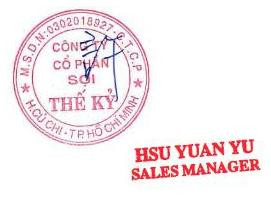 M.S.D.N:0302018927-C.T.C.P
CÔNG TY
CỔ PHẦN
SỢI
THẾ KỶ
H.CỦ CHI-T.P HỒ CHÍ MINH
HSU YUAN YU
SALES MANAGER